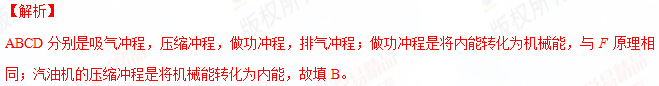 【解析】
ABCD 分别是吸气冲程，压缩冲程，做功冲程，排气冲程；做功冲程是将内能转化为机械能，与 F 原理相
同；汽油机的压缩冲程是将机械能转化为内能，故填 B。